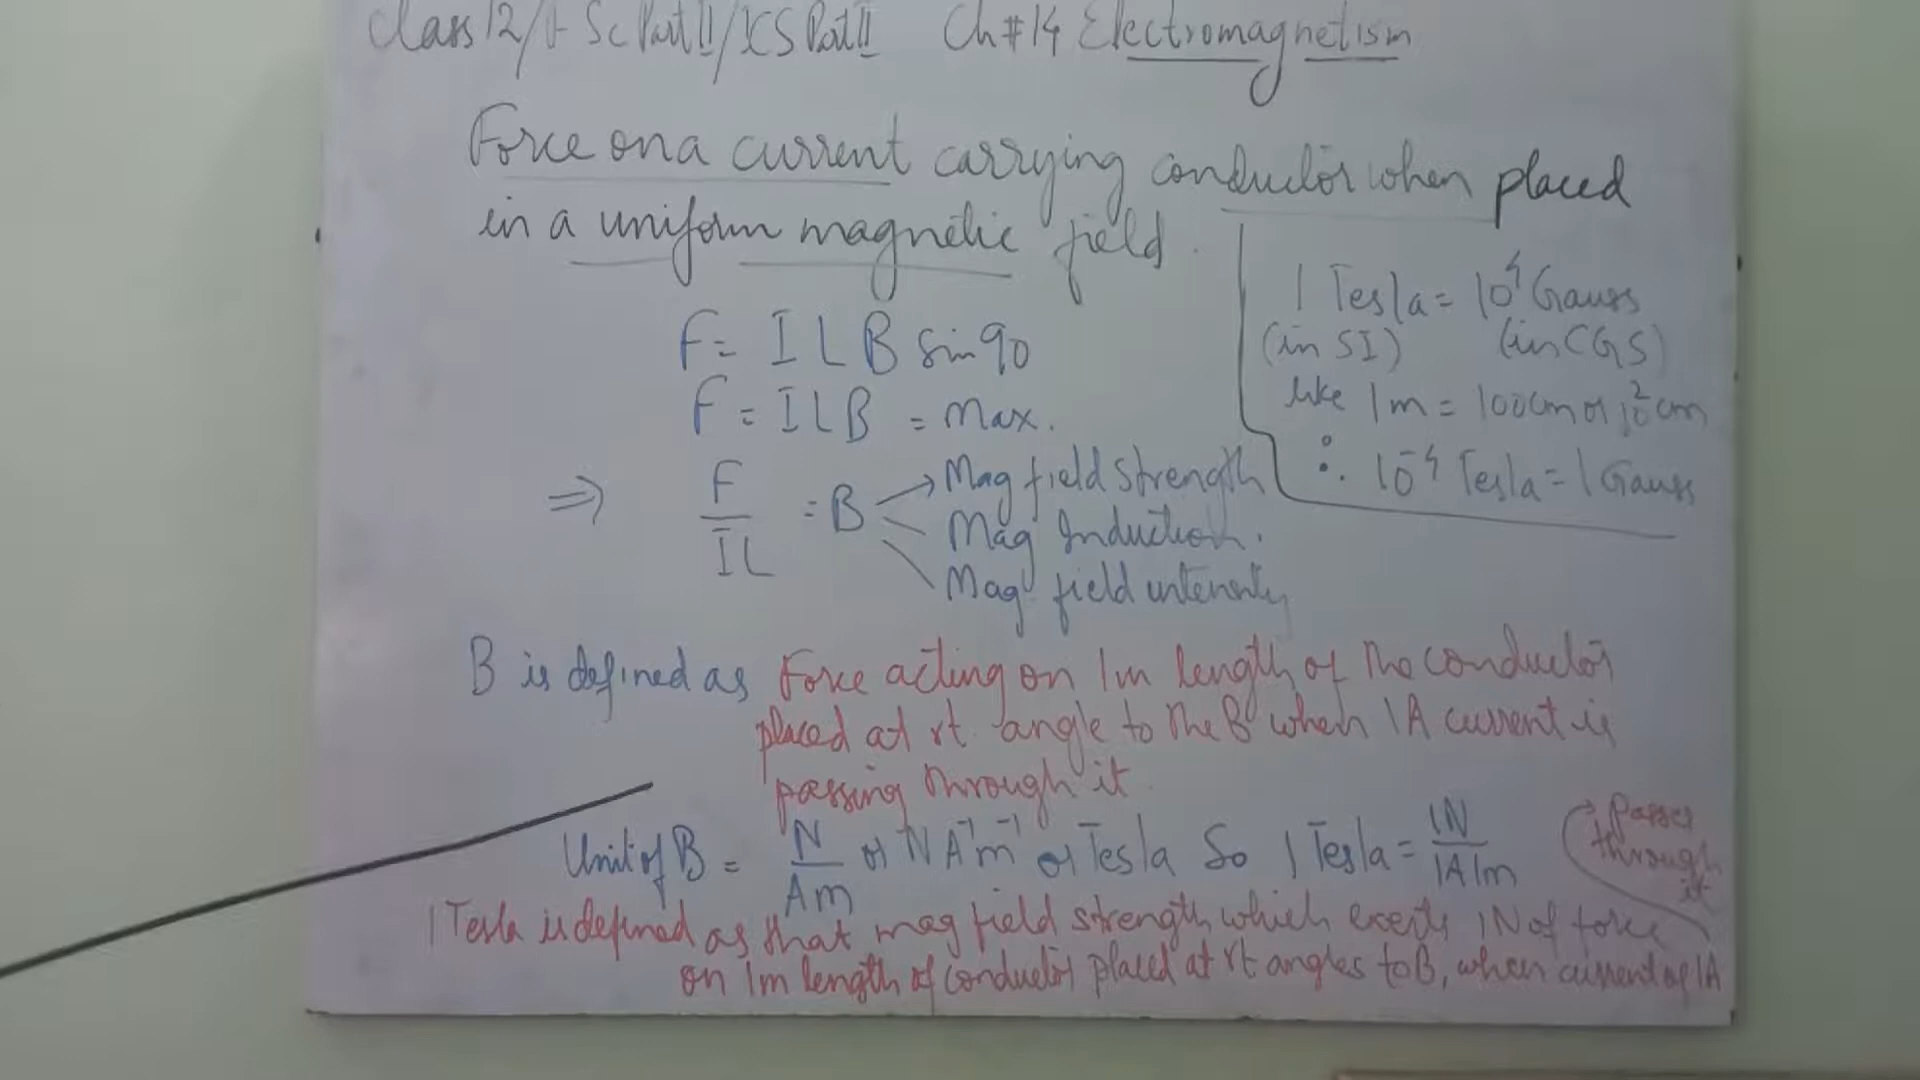 Class 12/F Sc Part II/XS Part II Ch # 14 Electromagnetism
Force on a current carrying conductor when placed
in a uniform magnetic field.
F = I L B Sin 90
F = I L B = max.
⇒ F/IL = B → Mag field strength
Mag Induction.
Mag field intensity
1 Tesla = 10⁴ Gauss
(in SI) (in CGS)
like 1m = 100cm or 10² cm
∴ 10⁻⁴ Tesla = 1 Gauss
B is defined as Force acting on 1m length of the conductor
placed at rt angle to the B when 1A current is
passing through it.
Unit of B = N/Am or N A⁻¹ m⁻¹ or Tesla So 1 Tesla = 1N/1A 1m
1 Tesla is defined as that mag field strength which exerts 1N of force
on 1m length of conductor placed at rt angles to B, when current of 1A
passes
through
it